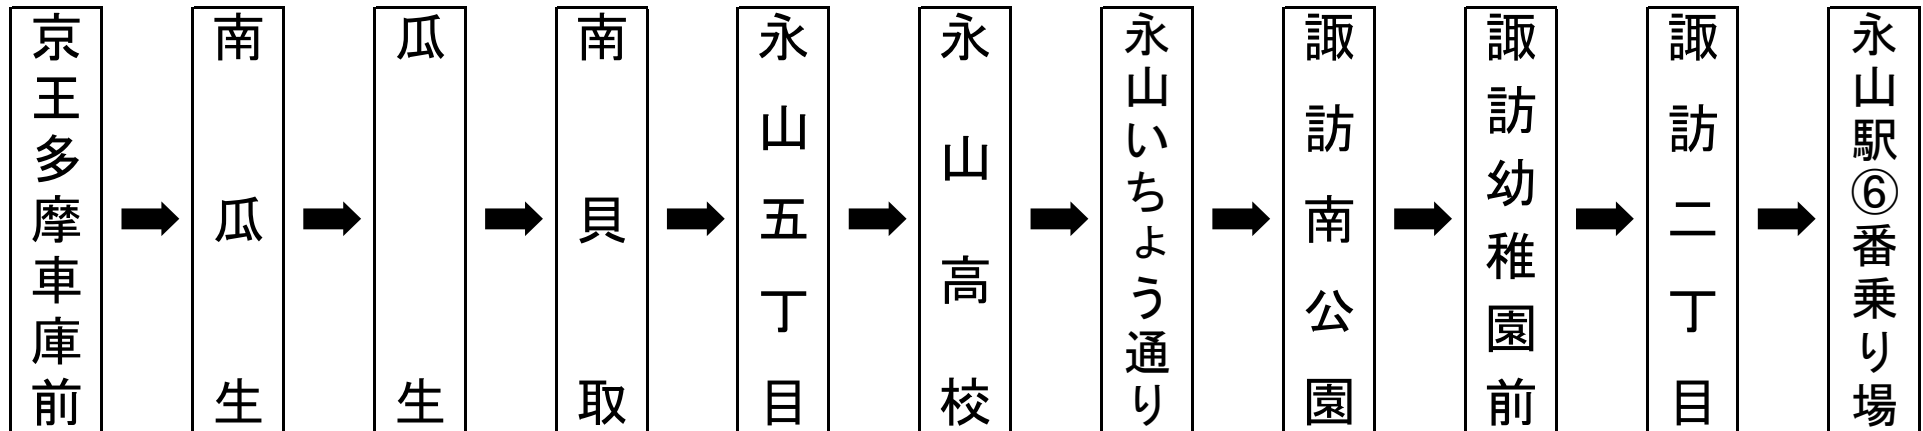 京王多摩車庫前
➡
南瓜生
➡
瓜生
➡
南貝取
➡
永山五丁目
➡
永山高校
➡
永山いちょう通り
➡
諏訪南公園
➡
諏訪幼稚園前
➡
諏訪二丁目
➡
永山駅⑥番乗り場